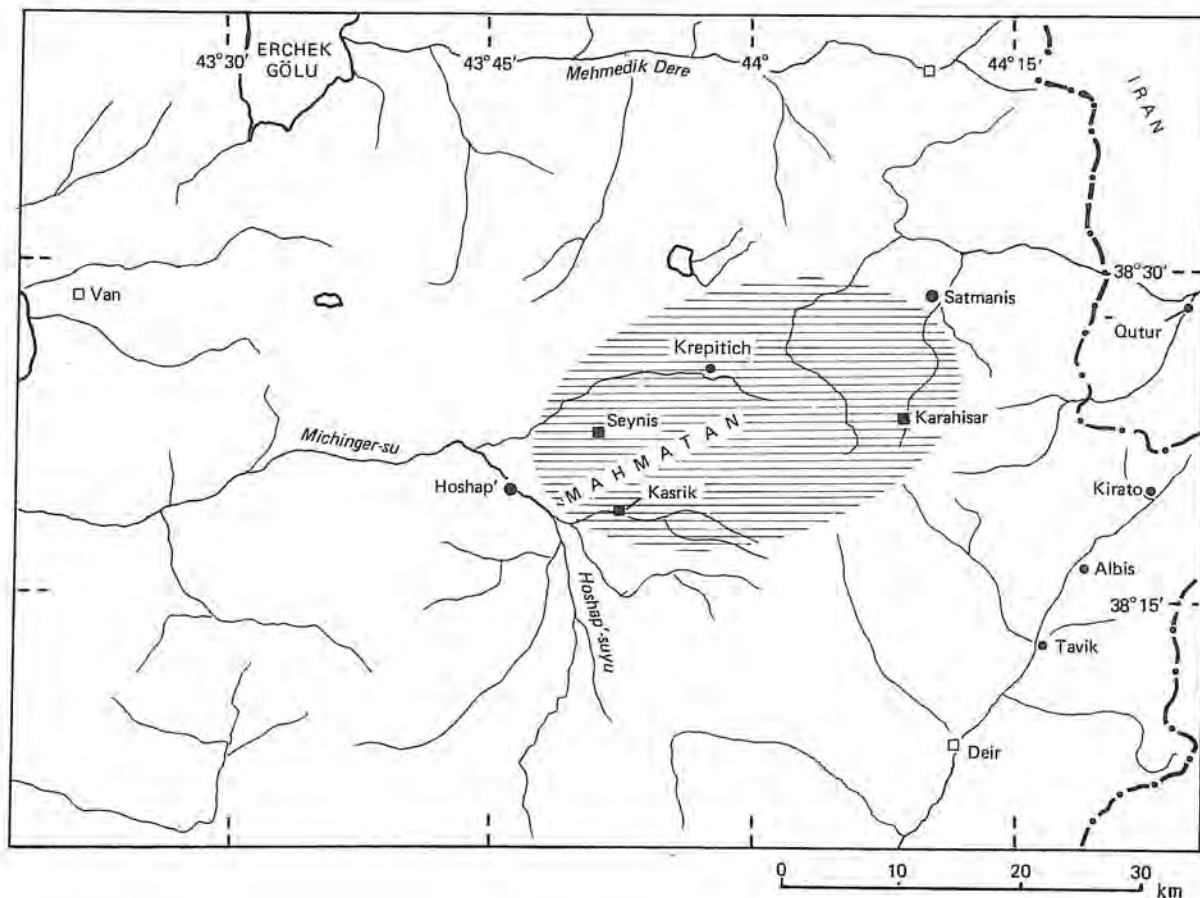 ERCHEK
GÖLU
43°30'
43°45'
Mehmedik Dere
44°
44°15'
IRAN
38°30'
Van
Satmanis
Qutur
Krepitich
Seynis
Karahisar
Michinger-su
MAHMATAN
Hoshap'
Kasrik
Kirato
Albis
38°15'
Hoshap'-suyu
Tavik
Deir
0 10 20 30
km